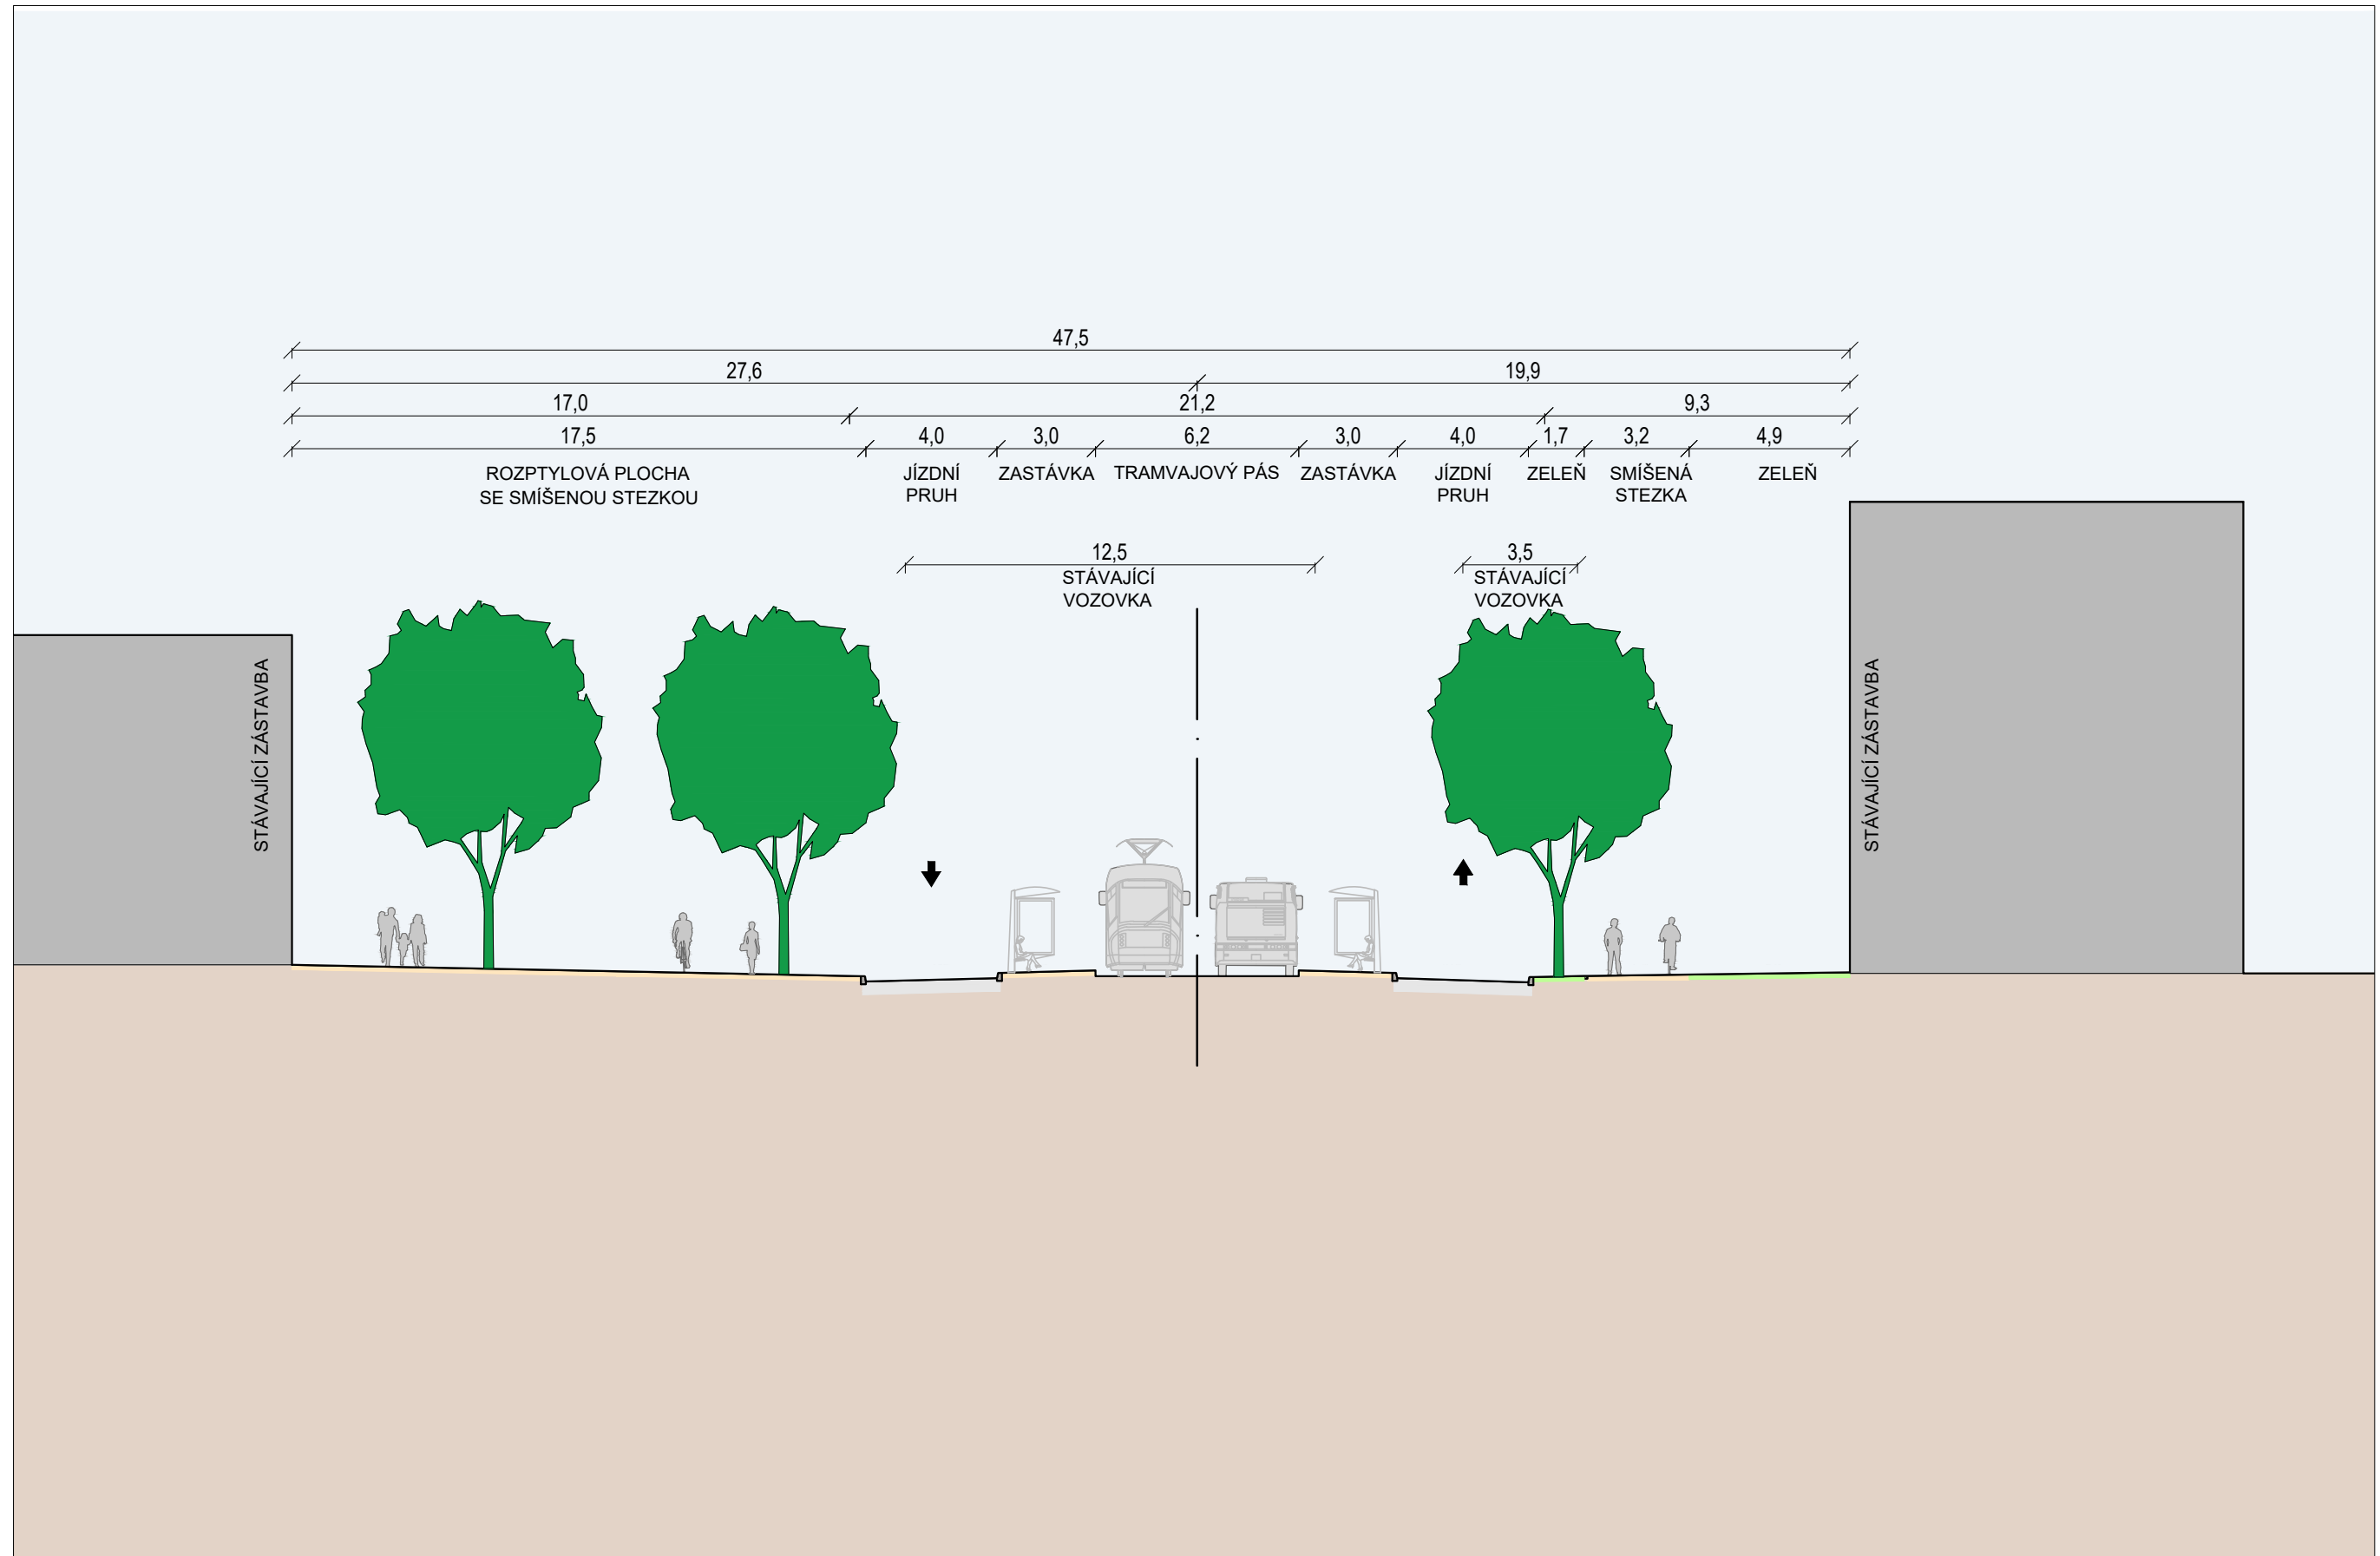 47,5
27,6 19,9
17,0 21,2 9,3
17,5 4,0 3,0 6,2 3,0 4,0 1,7 3,2 4,9
ROZPTYLOVÁ PLOCHA
SE SMÍŠENOU STEZKOU
JÍZDNÍ
PRUH
ZASTÁVKA
TRAMVAJOVÝ PÁS
ZASTÁVKA
JÍZDNÍ
PRUH
ZELEŇ
SMÍŠENÁ
STEZKA
ZELEŇ
12,5
STÁVAJÍCÍ
VOZOVKA
3,5
STÁVAJÍCÍ
VOZOVKA
STÁVAJÍCÍ ZÁSTAVBA
STÁVAJÍCÍ ZÁSTAVBA